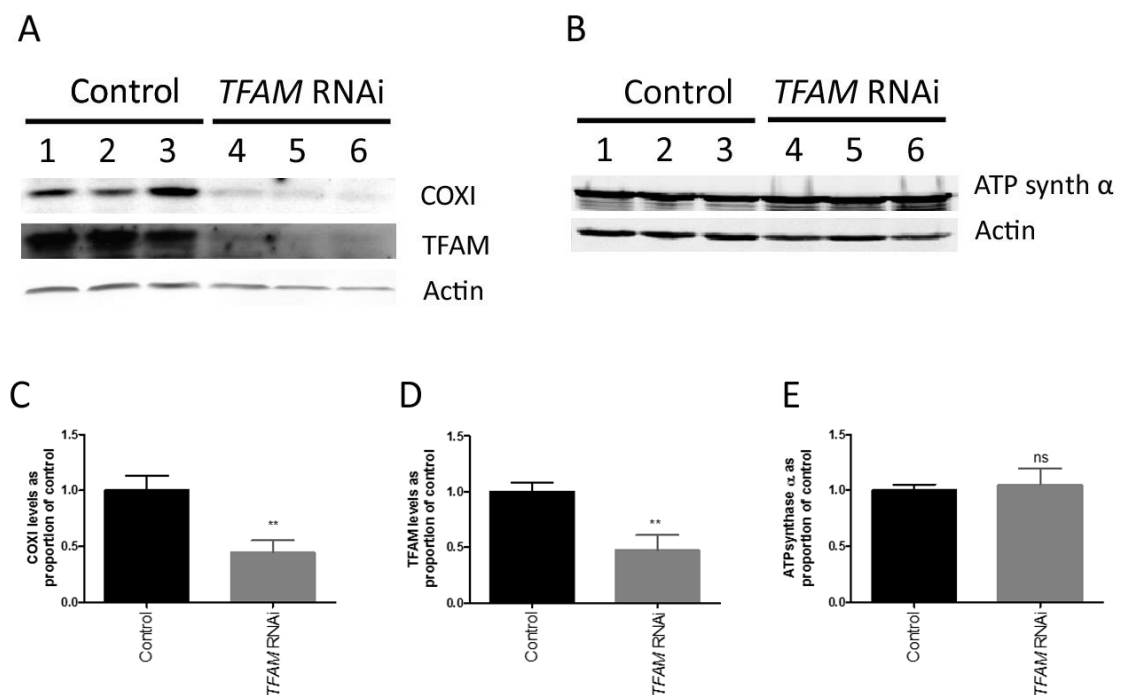 A
Control TFAM RNAi
1 2 3 4 5 6
COXI
TFAM
Actin
B
Control TFAM RNAi
1 2 3 4 5 6
ATP synth α
Actin
C
COXI levels as
proportion of control
1.5
1.0
0.5
0.0
**
Control
TFAM RNAi
D
TFAM levels as
proportion of control
1.5
1.0
0.5
0.0
**
Control
TFAM RNAi
E
ATPsynthase α as
proportion of control
1.5
1.0
0.5
0.0
ns
Control
TFAM RNAi